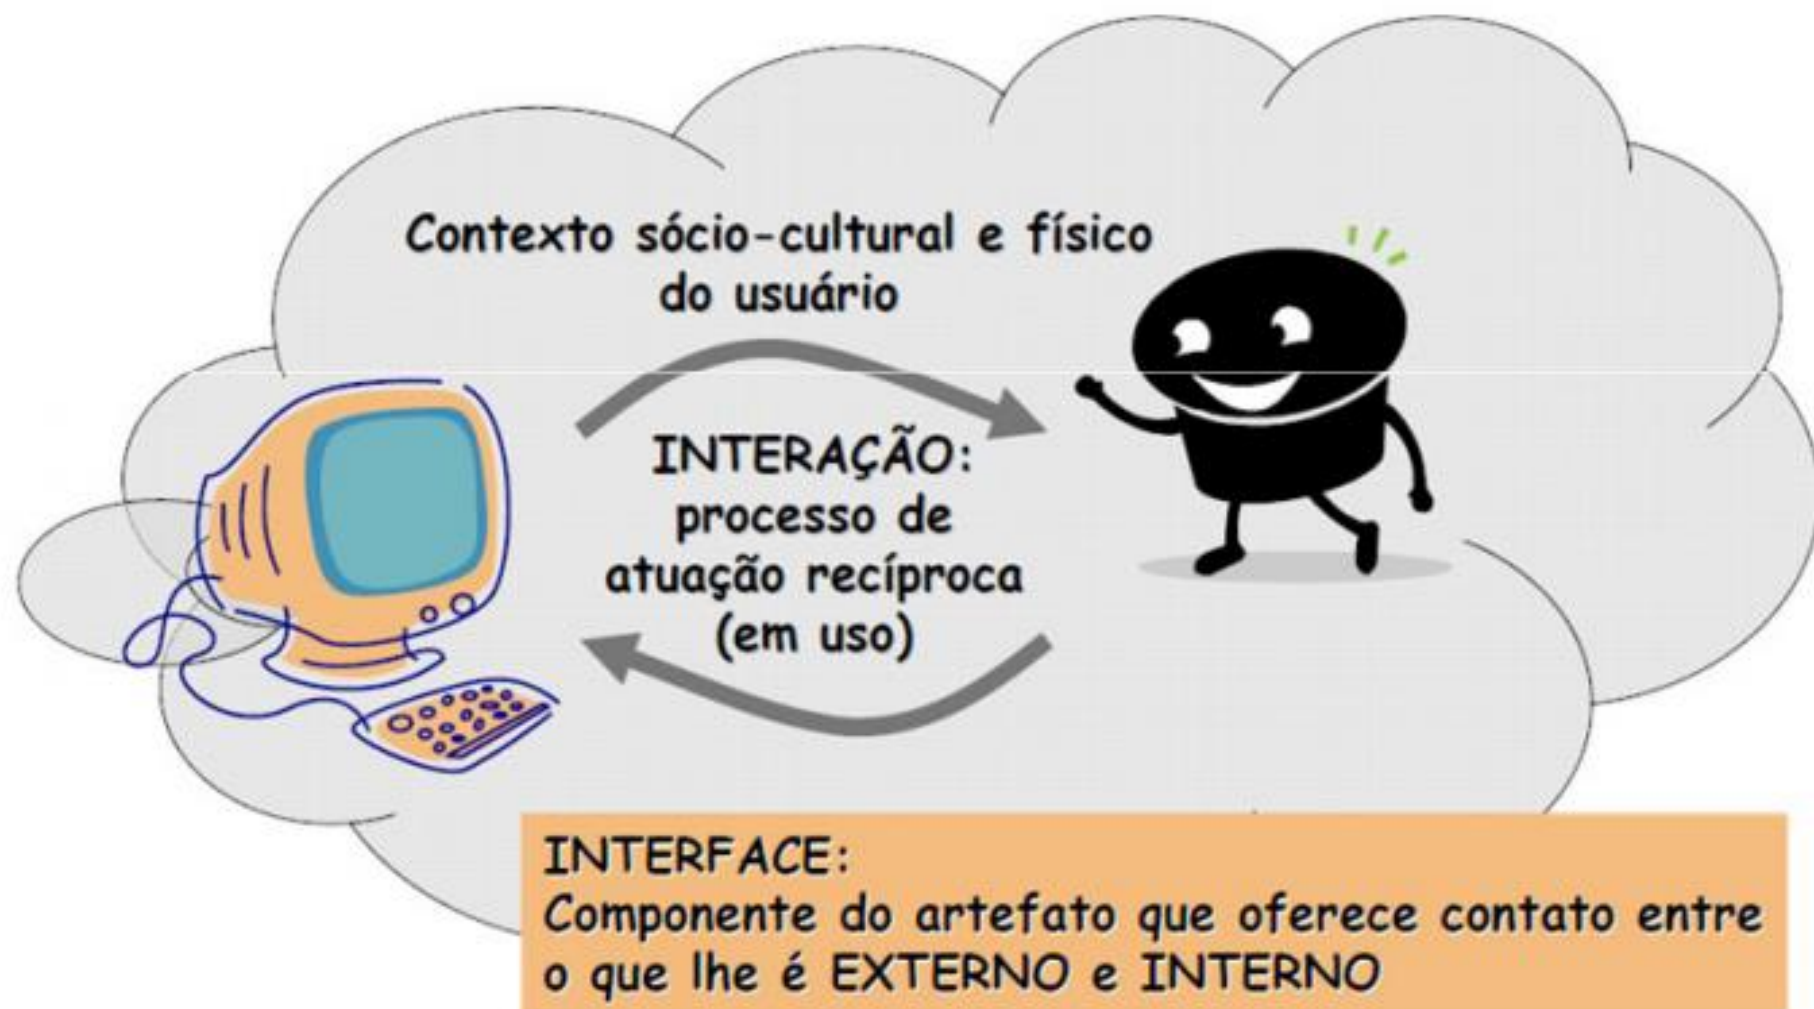 Contexto sócio-cultural e físico
do usuário
INTERAÇÃO:
processo de
atuação recíproca
(em uso)
INTERFACE:
Componente do artefato que oferece contato entre
o que lhe é EXTERNO e INTERNO